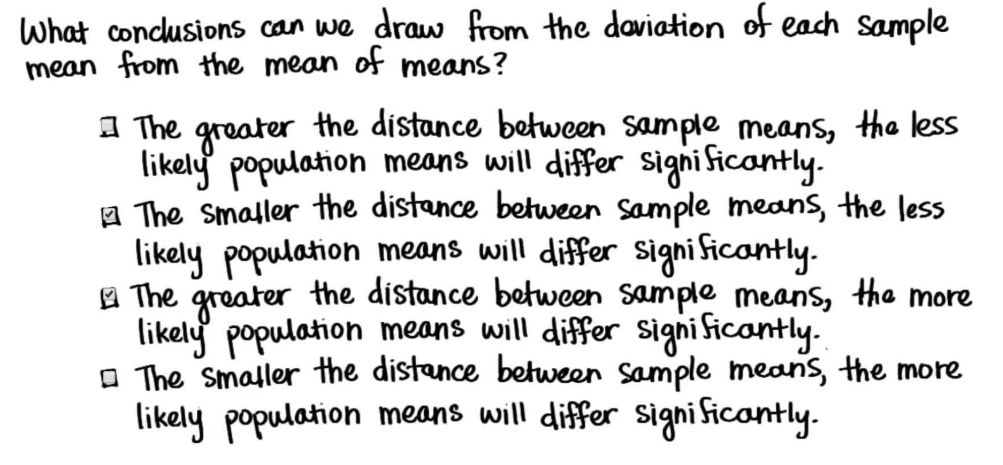 What conclusions can we draw from the deviation of each sample
mean from the mean of means?
The greater the distance between sample means, the less
likely population means will differ significantly.
The smaller the distance between sample means, the less
likely population means will differ significantly.
The greater the distance between sample means, the more
likely population means will differ significantly.
The smaller the distance between sample means, the more
likely population means will differ significantly.